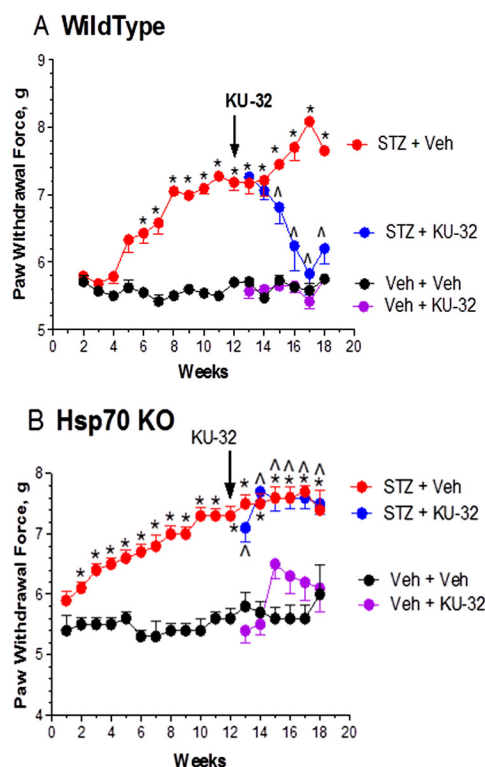 A WildType
Paw Withdrawal Force, g
9
8
7
6
5
KU-32
* * * * * * * * * * * * *
^ ^ ^ ^
STZ + Veh
STZ + KU-32
Veh + Veh
Veh + KU-32
0 2 4 6 8 10 12 14 16 18 20
Weeks
B Hsp70 KO
Paw Withdrawal Force, g
8
7
6
5
4
KU-32
* * * * * * * * * * * * * * * * *
^ ^ ^ ^ ^ ^
STZ + Veh
STZ + KU-32
Veh + Veh
Veh + KU-32
0 2 4 6 8 10 12 14 16 18 20
Weeks